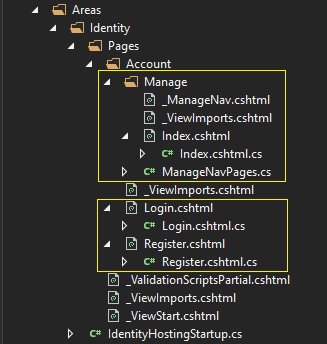 Areas
Identity
Pages
Account
Manage
_ManageNav.cshtml
_ViewImports.cshtml
Index.cshtml
C# Index.cshtml.cs
C# ManageNavPages.cs
_ViewImports.cshtml
Login.cshtml
C# Login.cshtml.cs
Register.cshtml
C# Register.cshtml.cs
_ValidationScriptsPartial.cshtml
_ViewImports.cshtml
_ViewStart.cshtml
C# IdentityHostingStartup.cs